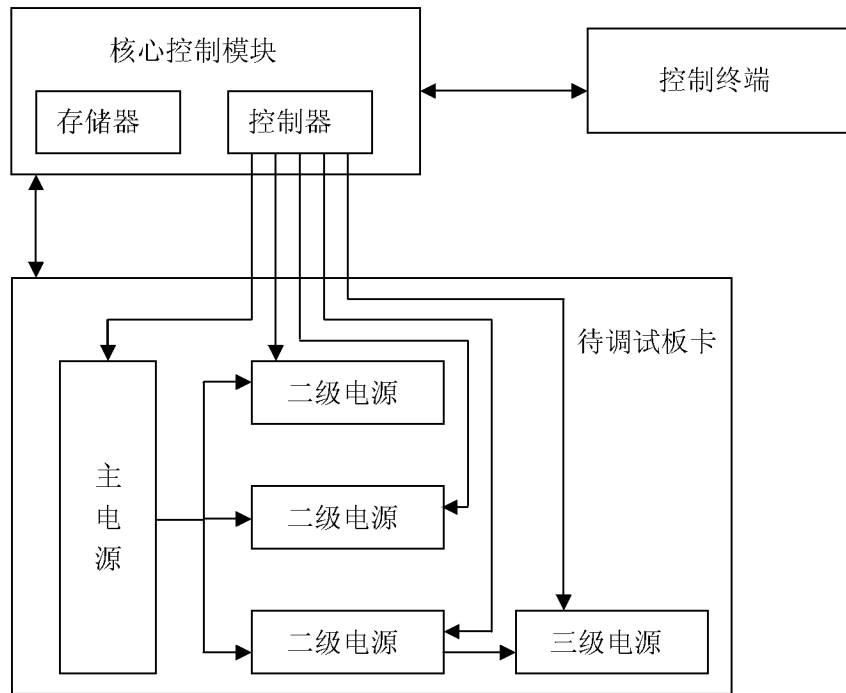 核心控制模块
控制终端
存储器
控制器
待调试板卡
二级电源
主
电
源
二级电源
二级电源
三级电源